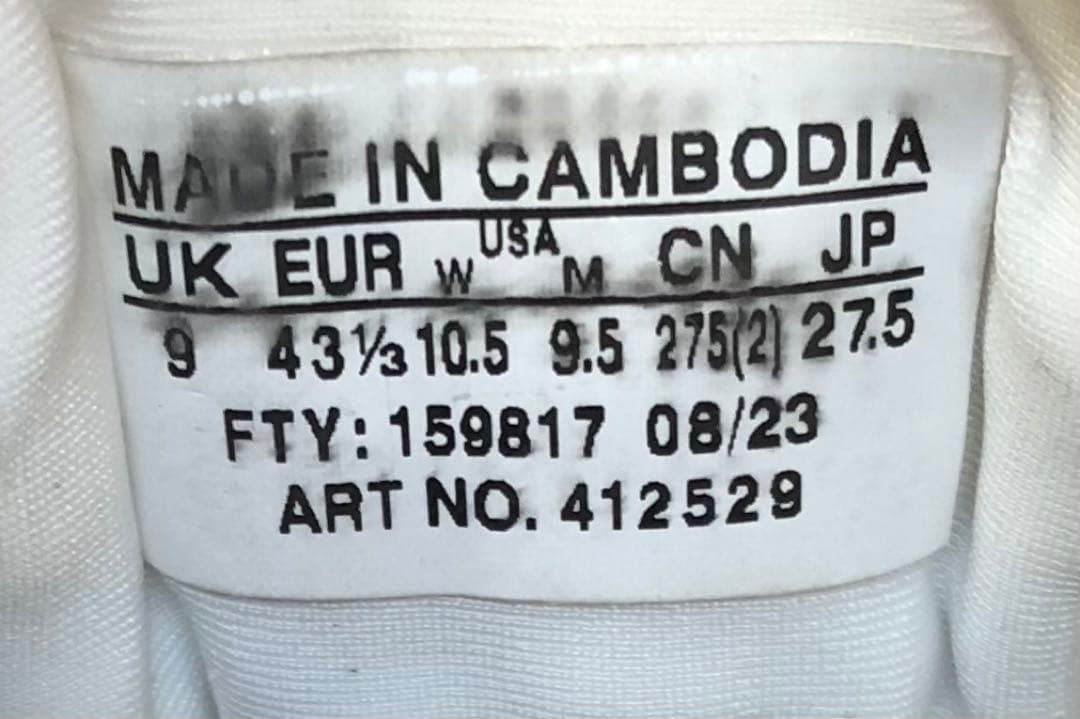 MADE IN CAMBODIA
UK EUR W USA M CN JP
9 43⅓ 10.5 9.5 275(2) 27.5
FTY: 159817 08/23
ART NO. 412529